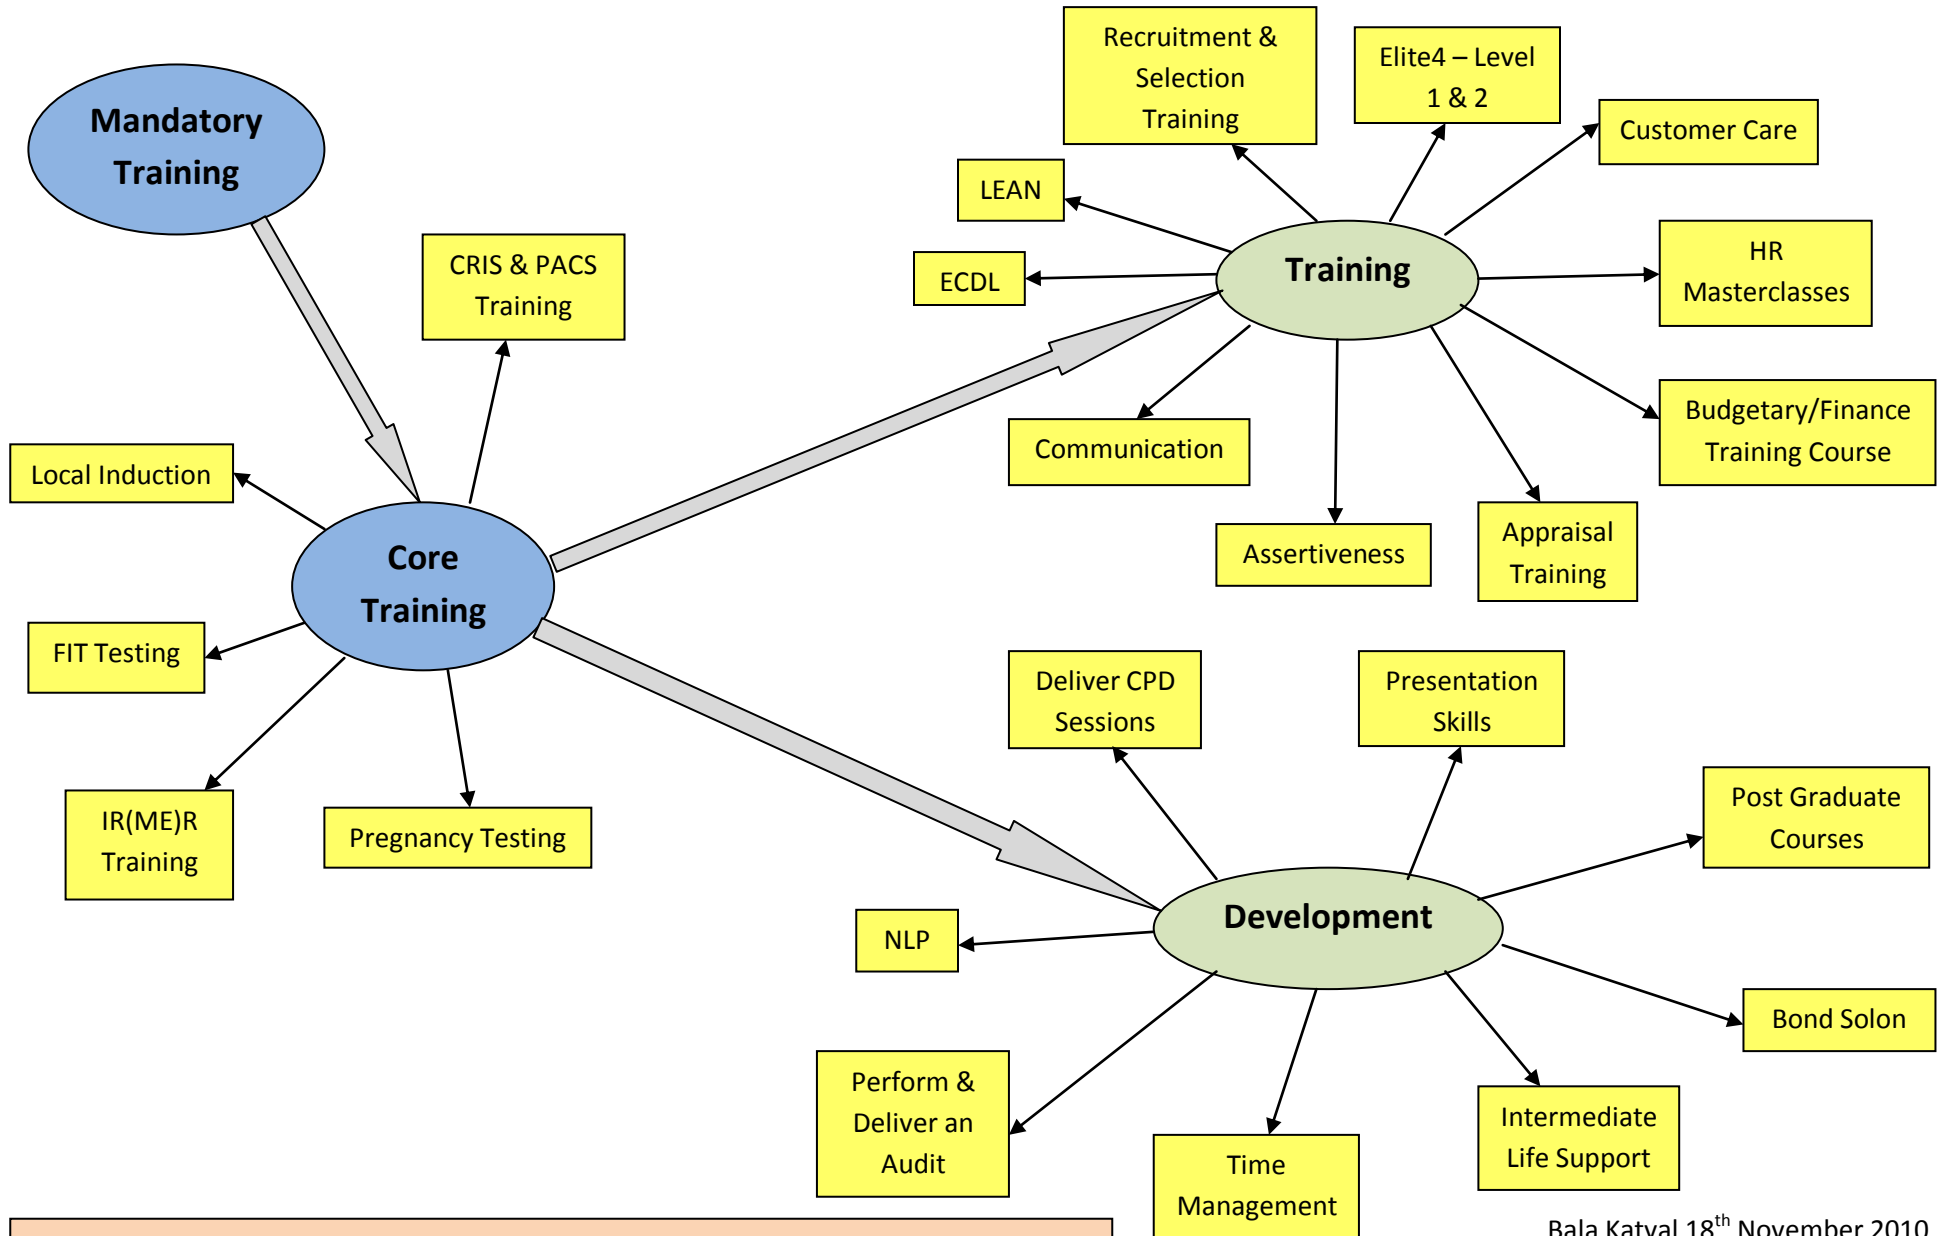 Mandatory
Training
CRIS & PACS
Training
Local Induction
Core
Training
FIT Testing
IR(ME)R
Training
Pregnancy Testing
Recruitment &
Selection
Training
Elite4 – Level
1 & 2
Customer Care
LEAN
ECDL
Training
HR
Masterclasses
Communication
Budgetary/Finance
Training Course
Assertiveness
Appraisal
Training
Deliver CPD
Sessions
Presentation
Skills
Post Graduate
Courses
NLP
Development
Bond Solon
Perform &
Deliver an
Audit
Time
Management
Intermediate
Life Support
Bala Katyal 18th November 2010